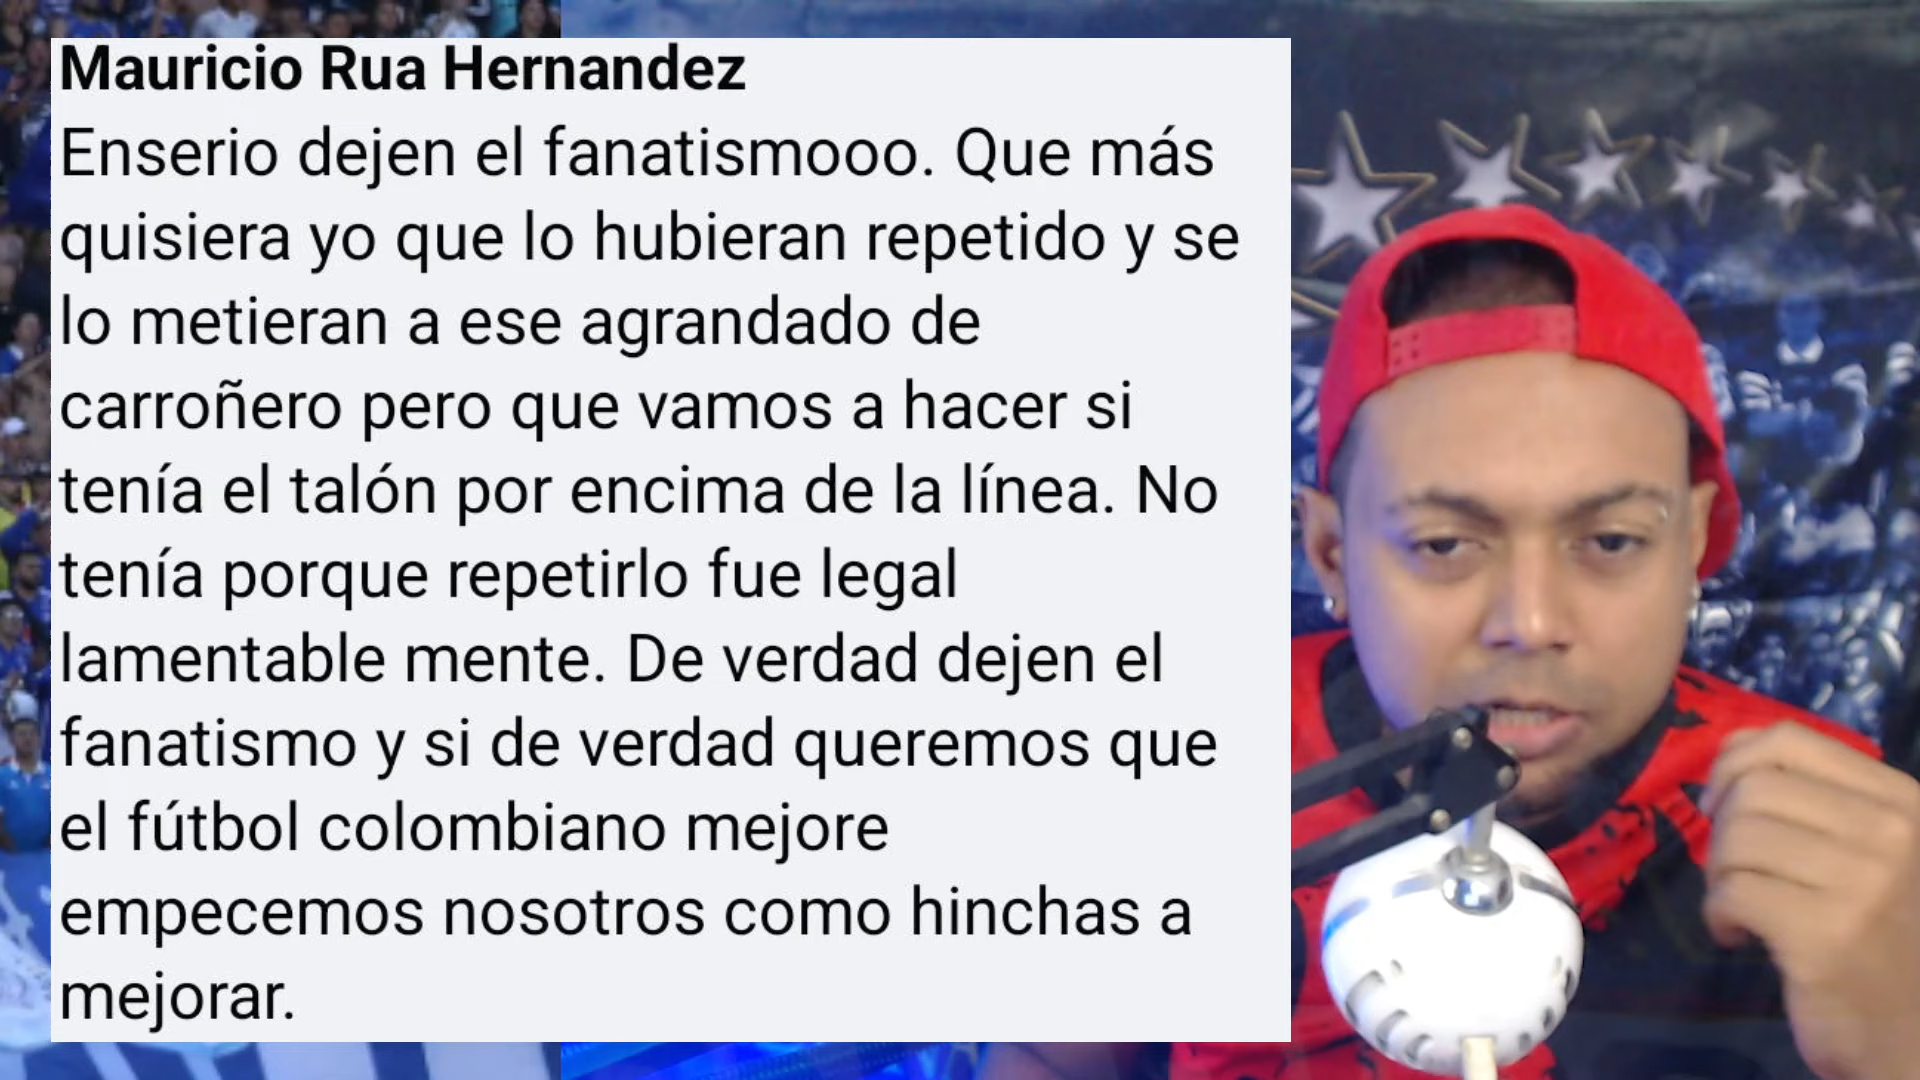 Mauricio Rua Hernandez
Enserio dejen el fanatismooo. Que más
quisiera yo que lo hubieran repetido y se
lo metieran a ese agrandado de
carroñero pero que vamos a hacer si
tenía el talón por encima de la línea. No
tenía porque repetirlo fue legal
lamentable mente. De verdad dejen el
fanatismo y si de verdad queremos que
el fútbol colombiano mejore
empecemos nosotros como hinchas a
mejorar.